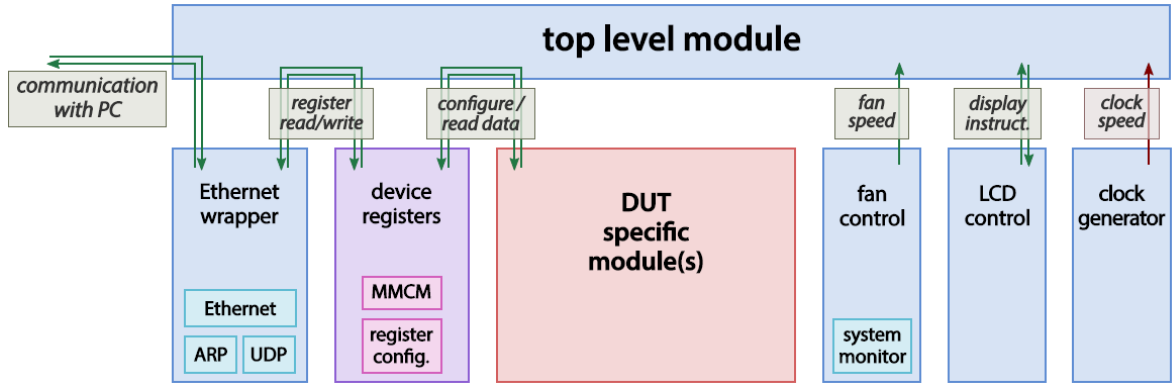 top level module
communication
with PC
register
read/write
configure /
read data
fan
speed
display
instruct.
clock
speed
Ethernet
wrapper
Ethernet
ARP
UDP
device
registers
MMCM
register
config.
DUT
specific
module(s)
fan
control
system
monitor
LCD
control
clock
generator